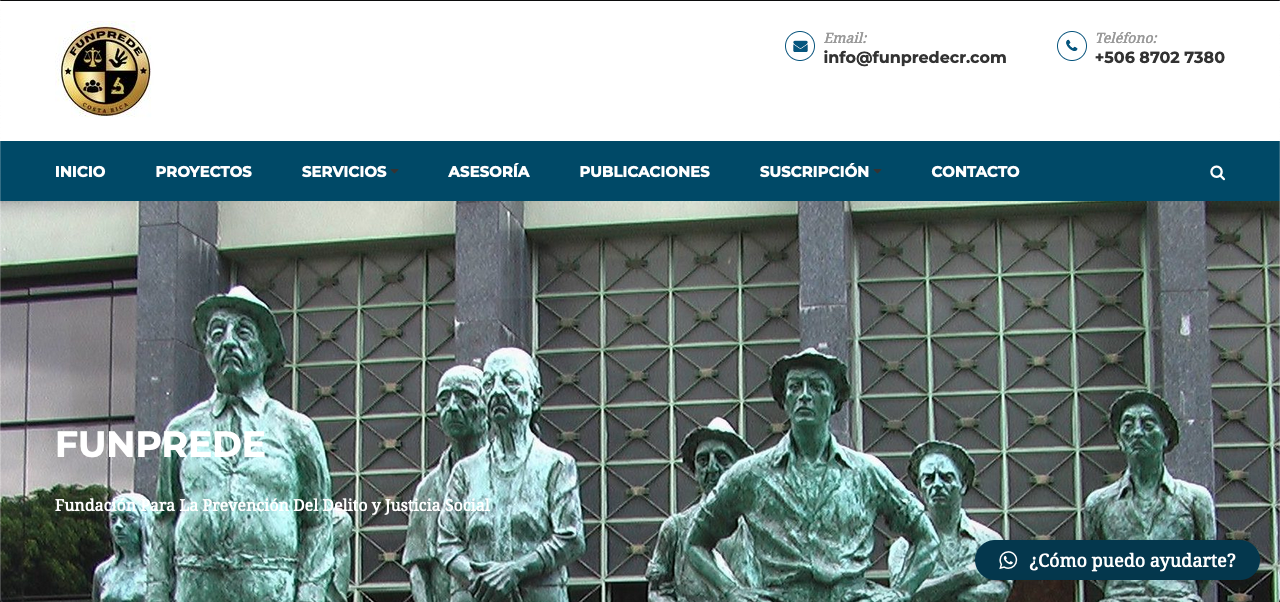 FUNPREDE
COSTA RICA
Email:
info@funpredecr.com
Teléfono:
+506 8702 7380
INICIO PROYECTOS SERVICIOS ASESORÍA PUBLICACIONES SUSCRIPCIÓN CONTACTO
FUNPREDE
Fundación Para La Prevención Del Delito y Justicia Social
¿Cómo puedo ayudarte?